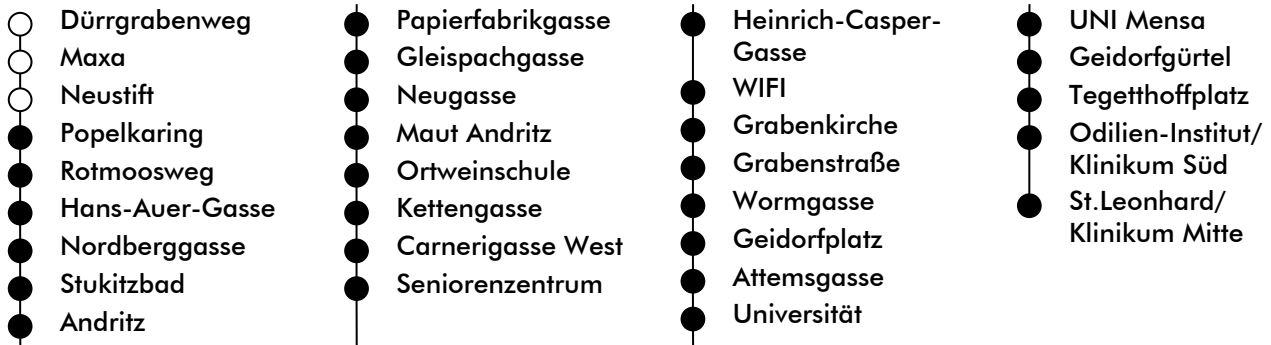 Dürrgrabenweg
Maxa
Neustift
Popelkaring
Rotmoosweg
Hans-Auer-Gasse
Nordberggasse
Stukitzbad
Andritz
Papierfabrikgasse
Gleispachgasse
Neugasse
Maut Andritz
Ortweinschule
Kettengasse
Carnerigasse West
Seniorenzentrum
Heinrich-Casper-
Gasse
WIFI
Grabenkirche
Grabenstraße
Wormgasse
Geidorfplatz
Attemsgasse
Universität
UNI Mensa
Geidorfgürtel
Tegetthoffplatz
Odilien-Institut/
Klinikum Süd
St.Leonhard/
Klinikum Mitte